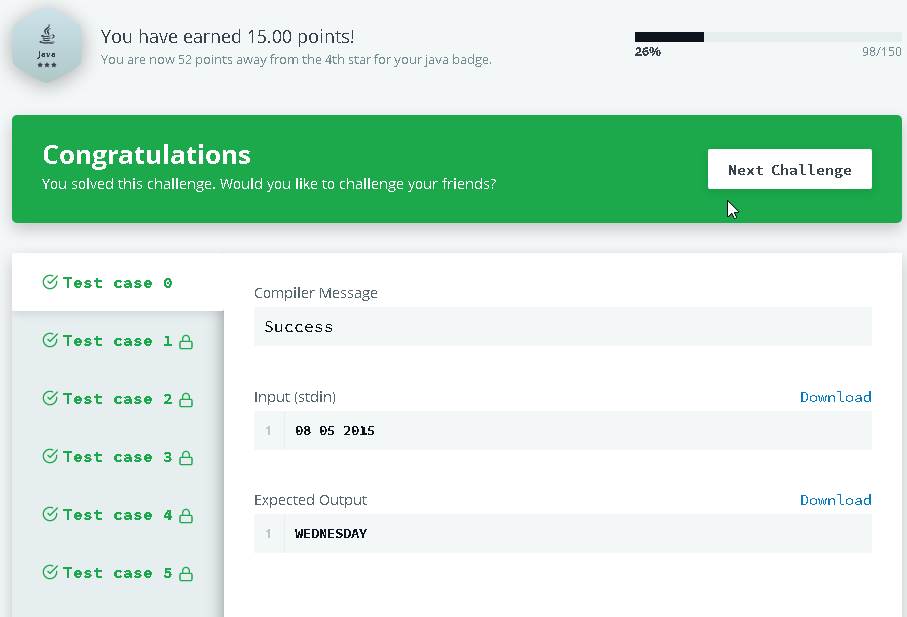 Java
You have earned 15.00 points!
You are now 52 points away from the 4th star for your java badge.
26%
98/150
Congratulations
You solved this challenge. Would you like to challenge your friends?
Next Challenge
Test case 0
Test case 1
Test case 2
Test case 3
Test case 4
Test case 5
Compiler Message
Success
Input (stdin)
Download
1
08 05 2015
Expected Output
Download
1
WEDNESDAY